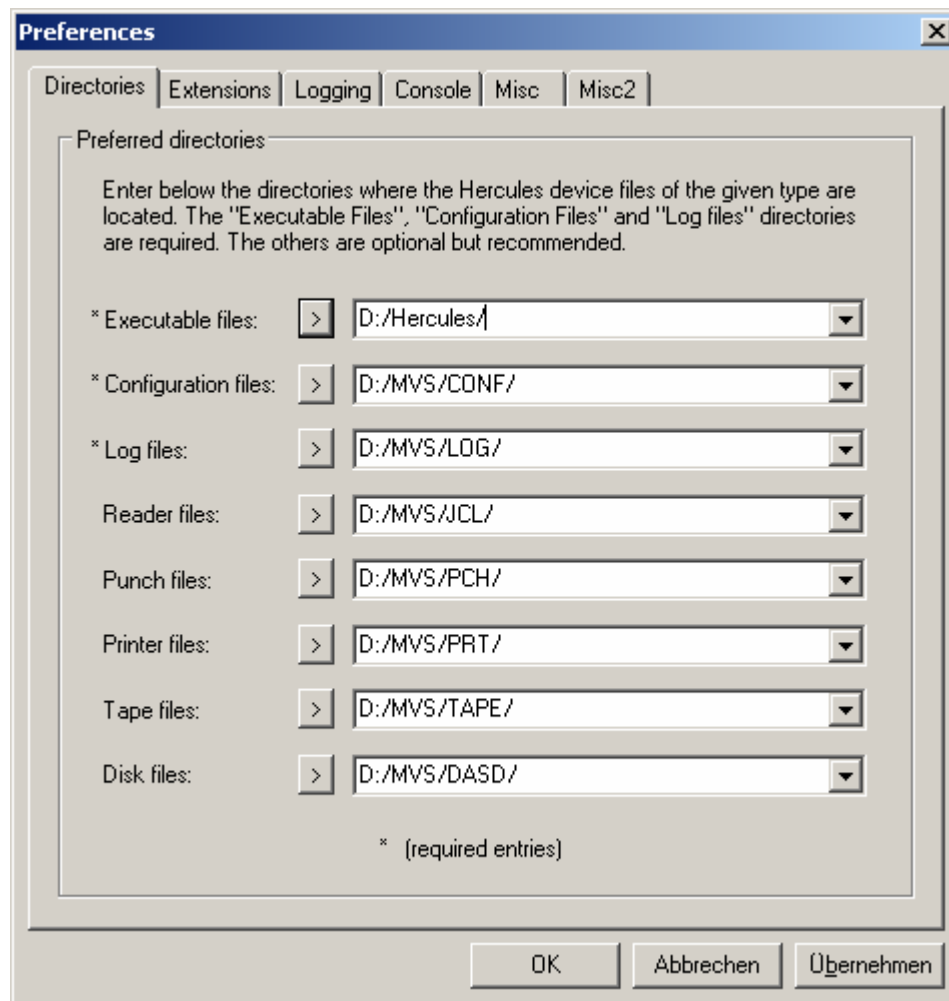 Preferences
Directories Extensions Logging Console Misc Misc2
Preferred directories
Enter below the directories where the Hercules device files of the given type are
located. The "Executable Files", "Configuration Files" and "Log files" directories
are required. The others are optional but recommended.
* Executable files: > D:/Hercules/
* Configuration files: > D:/MVS/CONF/
* Log files: > D:/MVS/LOG/
Reader files: > D:/MVS/JCL/
Punch files: > D:/MVS/PCH/
Printer files: > D:/MVS/PRT/
Tape files: > D:/MVS/TAPE/
Disk files: > D:/MVS/DASD/
* (required entries)
OK Abbrechen Übernehmen